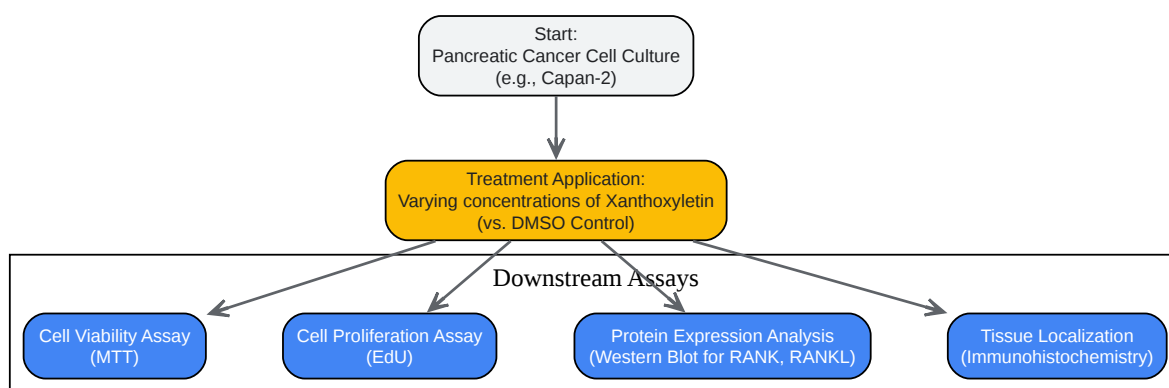 Start:
Pancreatic Cancer Cell Culture
(e.g., Capan-2)
Treatment Application:
Varying concentrations of Xanthoxyletin
(vs. DMSO Control)
Downstream Assays
Cell Viability Assay
(MTT)
Cell Proliferation Assay
(EdU)
Protein Expression Analysis
(Western Blot for RANK, RANKL)
Tissue Localization
(Immunohistochemistry)